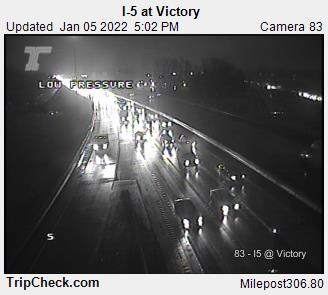 I-5 at Victory
Updated Jan 05 2022 5:02 PM Camera 83
T
LOW PRESSURE
S
83 - I5 @ Victory
TripCheck.com Milepost306.80